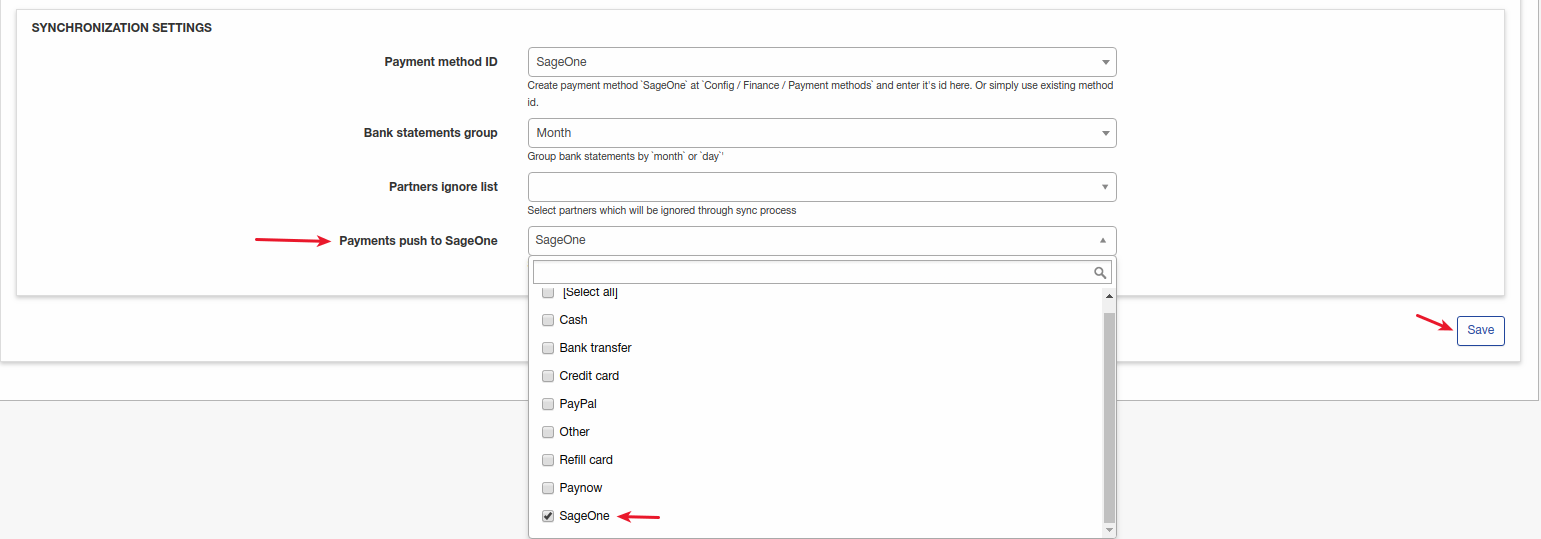 SYNCHRONIZATION SETTINGS
Payment method ID
SageOne
Create payment method `SageOne` at `Config / Finance / Payment methods` and enter it's id here. Or simply use existing method
id.
Bank statements group
Month
Group bank statements by `month` or `day`'
Partners ignore list
Select partners which will be ignored through sync process
Payments push to SageOne
SageOne
[Select all]
Cash
Save
Bank transfer
Credit card
PayPal
Other
Refill card
Paynow
SageOne